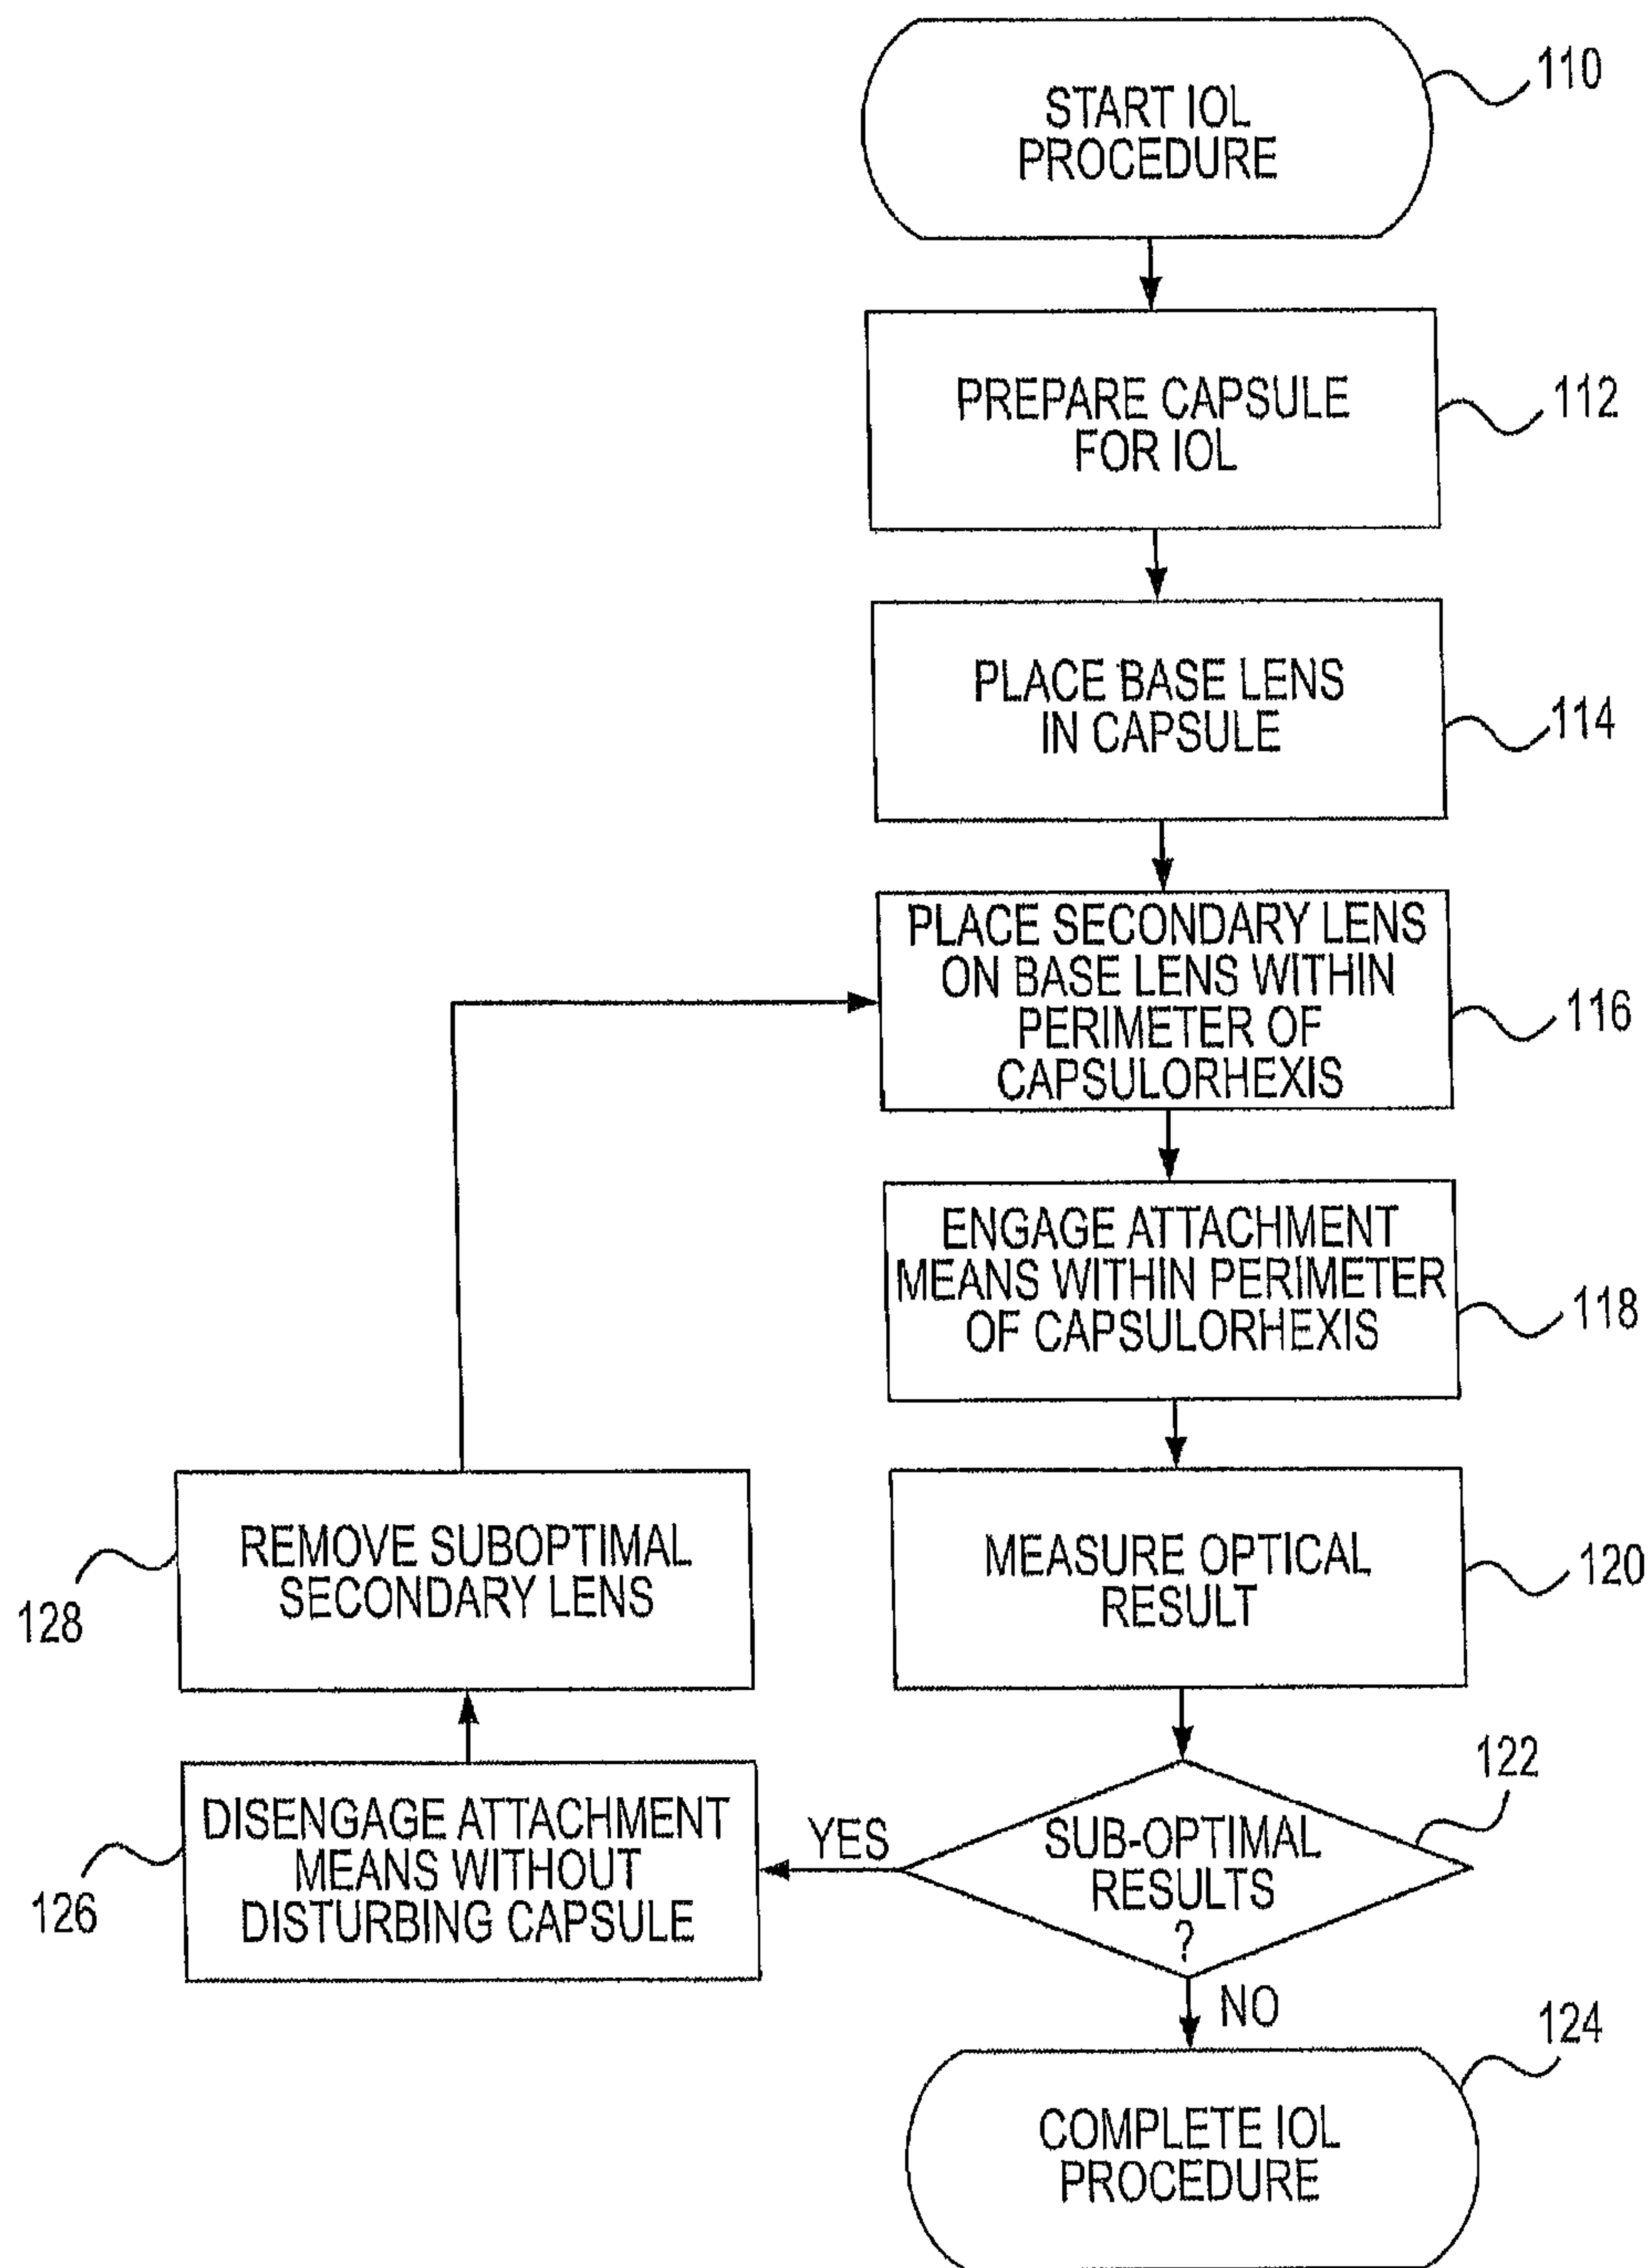 START IOL
PROCEDURE
110
PREPARE CAPSULE
FOR IOL
112
PLACE BASE LENS
IN CAPSULE
114
PLACE SECONDARY LENS
ON BASE LENS WITHIN
PERIMETER OF
CAPSULORHEXIS
116
ENGAGE ATTACHMENT
MEANS WITHIN PERIMETER
OF CAPSULORHEXIS
118
MEASURE OPTICAL
RESULT
120
SUB-OPTIMAL
RESULTS
?
122
YES
NO
DISENGAGE ATTACHMENT
MEANS WITHOUT
DISTURBING CAPSULE
126
REMOVE SUBOPTIMAL
SECONDARY LENS
128
COMPLETE IOL
PROCEDURE
124